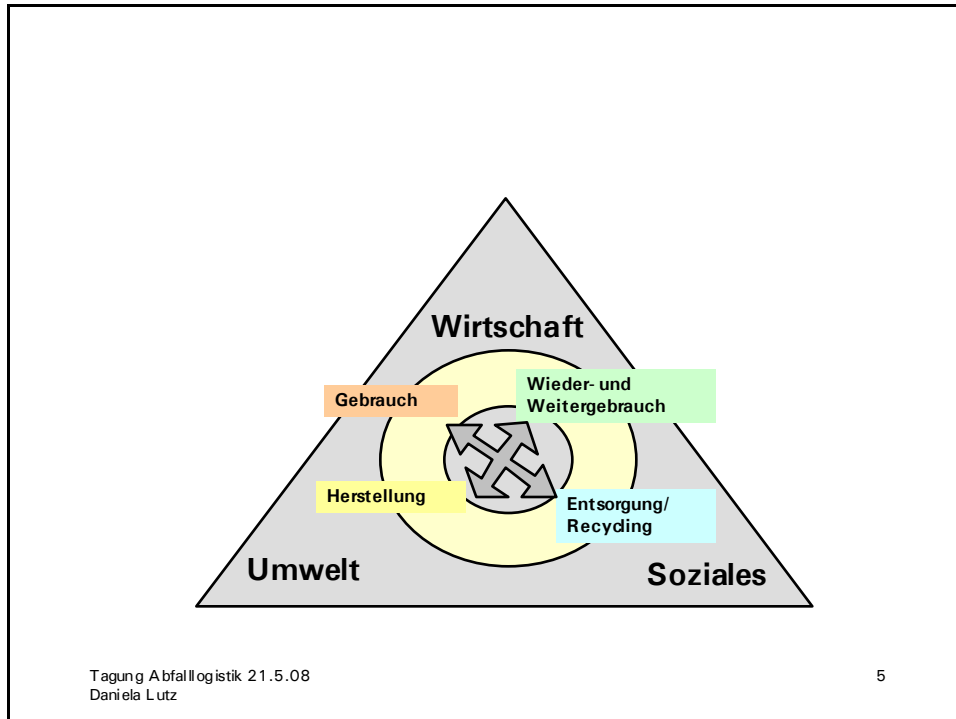 Wirtschaft
Gebrauch
Wieder- und
Weitergebrauch
Herstellung
Entsorgung/
Recycling
Umwelt
Soziales
Tagung Abfalllogistik 21.5.08
Daniela Lutz
5